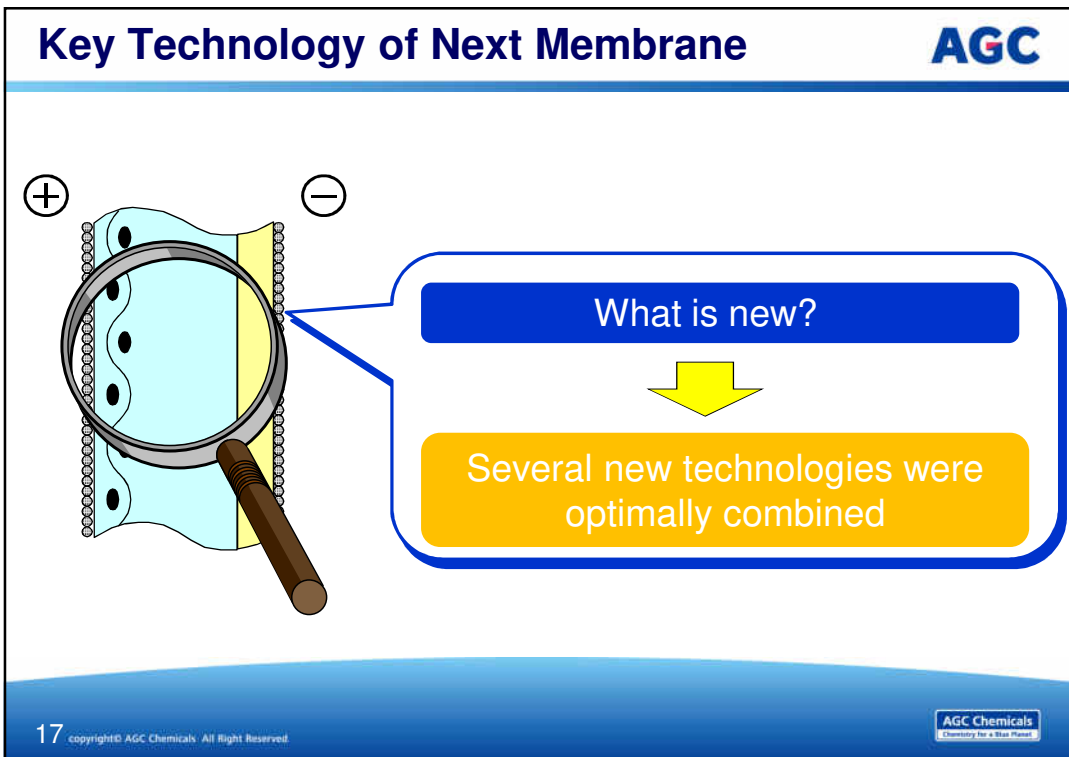 Key Technology of Next Membrane
AGC
+
−
What is new?
Several new technologies were
optimally combined
17 copyright© AGC Chemicals All Right Reserved.
AGC Chemicals
Chemistry for a Blue Planet